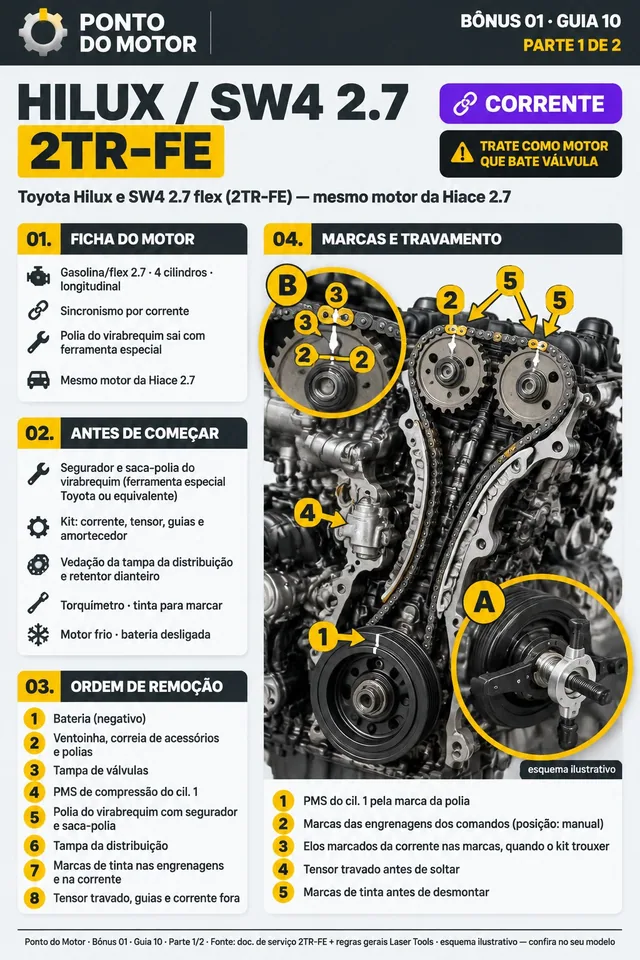 PONTO
DO MOTOR
BÔNUS 01 · GUIA 10
PARTE 1 DE 2
HILUX / SW4 2.7
2TR-FE
CORRENTE
TRATE COMO MOTOR
QUE BATE VÁLVULA
Toyota Hilux e SW4 2.7 flex (2TR-FE) — mesmo motor da Hiace 2.7
01. FICHA DO MOTOR
Gasolina/flex 2.7 · 4 cilindros ·
longitudinal
Sincronismo por corrente
Polia do virabrequim sai com
ferramenta especial
Mesmo motor da Hiace 2.7
02. ANTES DE COMEÇAR
Segurador e saca-polia do
virabrequim (ferramenta especial
Toyota ou equivalente)
Kit: corrente, tensor, guias e
amortecedor
Vedação da tampa da distribuição
e retentor dianteiro
Torquimetro · tinta para marcar
Motor frio · bateria desligada
03. ORDEM DE REMOÇÃO
1 Bateria (negativo)
2 Ventoinha, correia de acessórios
e polias
3 Tampa de válvulas
4 PMS de compressão do cil. 1
5 Polia do virabrequim com segurador
e saca-polia
6 Tampa da distribuição
7 Marcas de tinta nas engrenagens
e na corrente
8 Tensor travado, guias e corrente fora
04. MARCAS E TRAVAMENTO
B
3
3
2
2
2
5
5
4
1
A
esquema ilustrativo
1 PMS do cil. 1 pela marca da polia
2 Marcas das engrenagens dos comandos (posição: manual)
3 Elos marcados da corrente nas marcas, quando o kit trouxer
4 Tensor travado antes de soltar
5 Marcas de tinta antes de desmontar
Ponto do Motor · Bônus 01 · Guia 10 · Parte 1/2 · Fonte: doc. de serviço 2TR-FE + regras gerais Laser Tools · esquema ilustrativo — confira no seu modelo